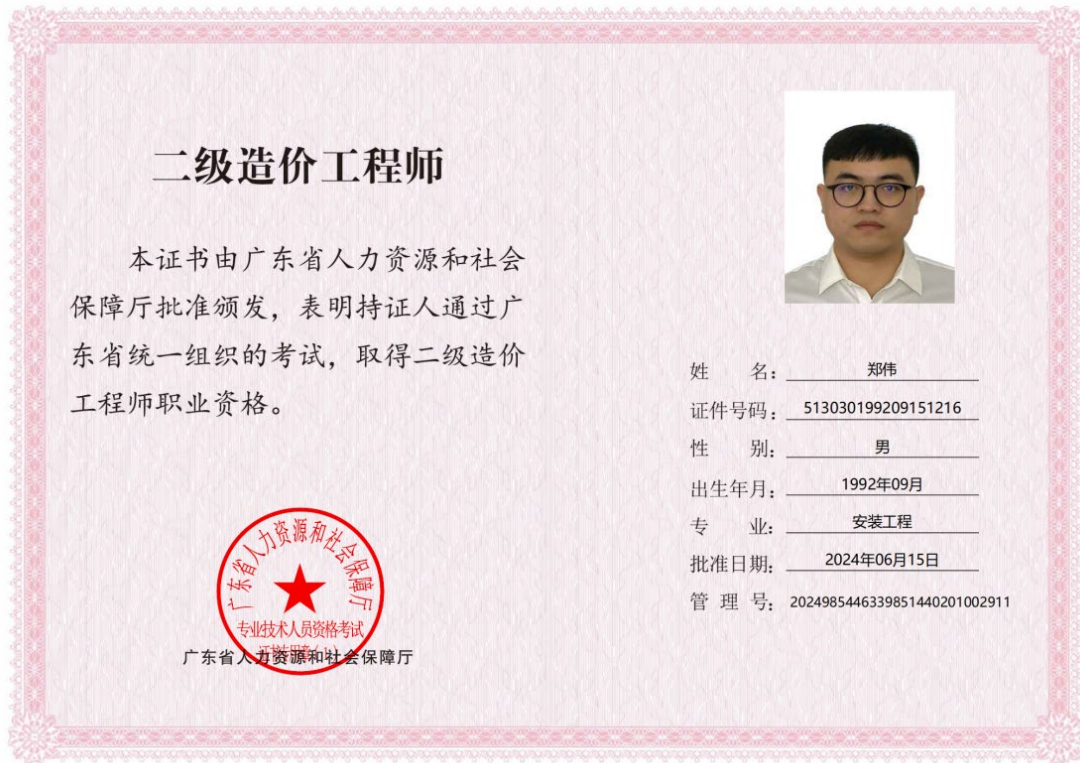 二级造价工程师
本证书由广东省人力资源和社会
保障厅批准颁发，表明持证人通过广
东省统一组织的考试，取得二级造价
工程师职业资格。
广东省人力资源和社会保障厅
专业技术人员资格考试
广东省人力资源和社会保障厅
姓名：郑伟
证件号码：513030199209151216
性别：男
出生年月：1992年09月
专业：安装工程
批准日期：2024年06月15日
管理号：20249854463398514402010​02911